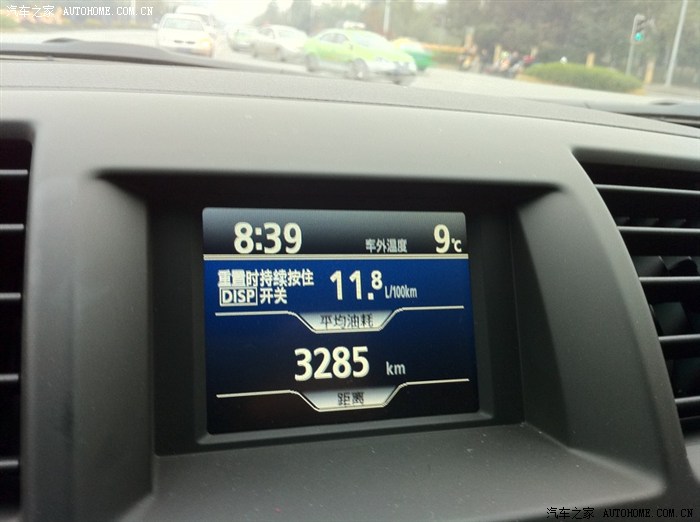 汽车之家 AUTOHOME.COM.CN
8:39 车外温度 9℃
重置时持续按住
DISP 开关
11.8 L/100km
平均油耗
3285 km
距离
汽车之家 AUTOHOME.COM.CN